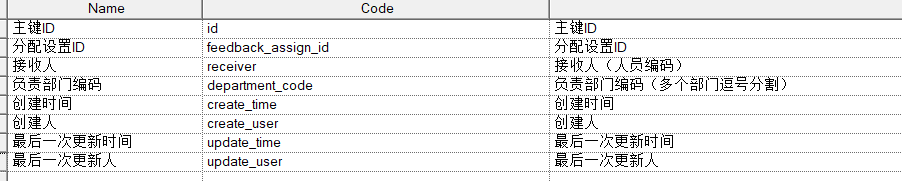 Name Code
主键ID id 主键ID
分配设置ID feedback_assign_id 分配设置ID
接收人 receiver 接收人（人员编码）
负责部门编码 department_code 负责部门编码（多个部门逗号分割）
创建时间 create_time 创建时间
创建人 create_user 创建人
最后一次更新时间 update_time 最后一次更新时间
最后一次更新人 update_user 最后一次更新人